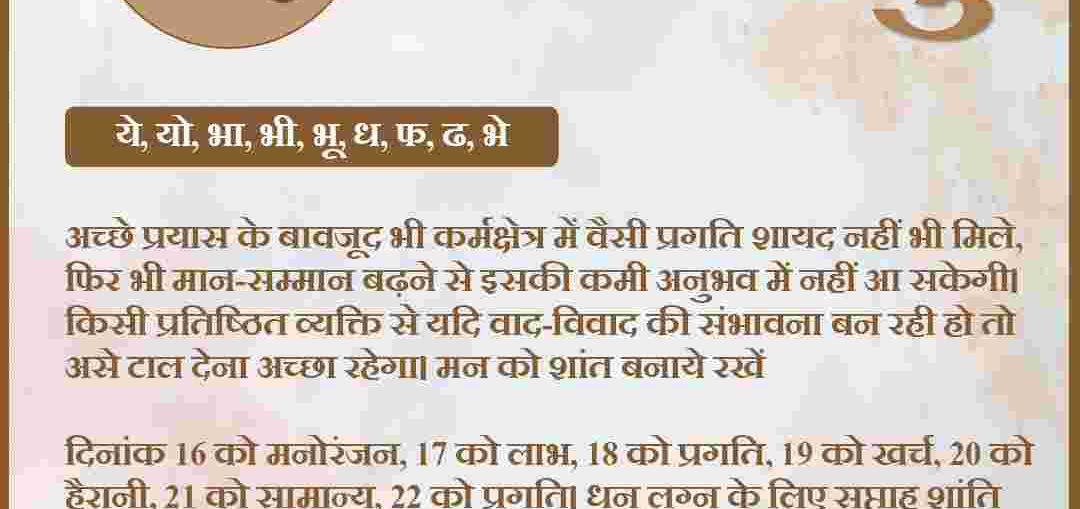 ये, यो, भा, भी, भू, ध, फ, ढ, भे
अच्छे प्रयास के बावजूद भी कर्मक्षेत्र में वैसी प्रगति शायद नहीं भी मिले,
फिर भी मान-सम्मान बढ़ने से इसकी कमी अनुभव में नहीं आ सकेगी|
किसी प्रतिष्ठित व्यक्ति से यदि वाद-विवाद की संभावना बन रही हो तो
असे टाल देना अच्छा रहेगा| मन को शांत बनाये रखें
दिनांक 16 को मनोरंजन, 17 को लाभ, 18 को प्रगति, 19 को खर्च, 20 को
हैरानी, 21 को सामान्य, 22 को प्रगति| धन लग्न के लिए सप्ताह शांति